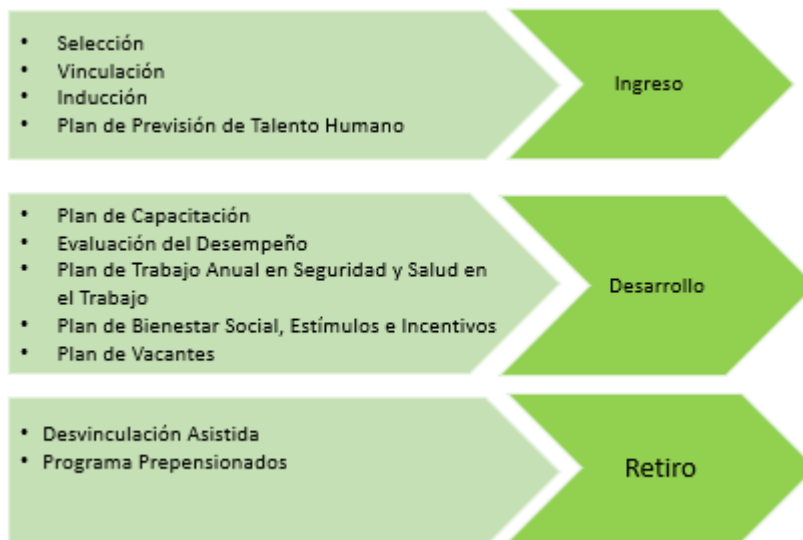 • Selección
• Vinculación
• Inducción
• Plan de Previsión de Talento Humano
Ingreso
• Plan de Capacitación
• Evaluación del Desempeño
• Plan de Trabajo Anual en Seguridad y Salud en
el Trabajo
• Plan de Bienestar Social, Estímulos e Incentivos
• Plan de Vacantes
Desarrollo
• Desvinculación Asistida
• Programa Prepensionados
Retiro